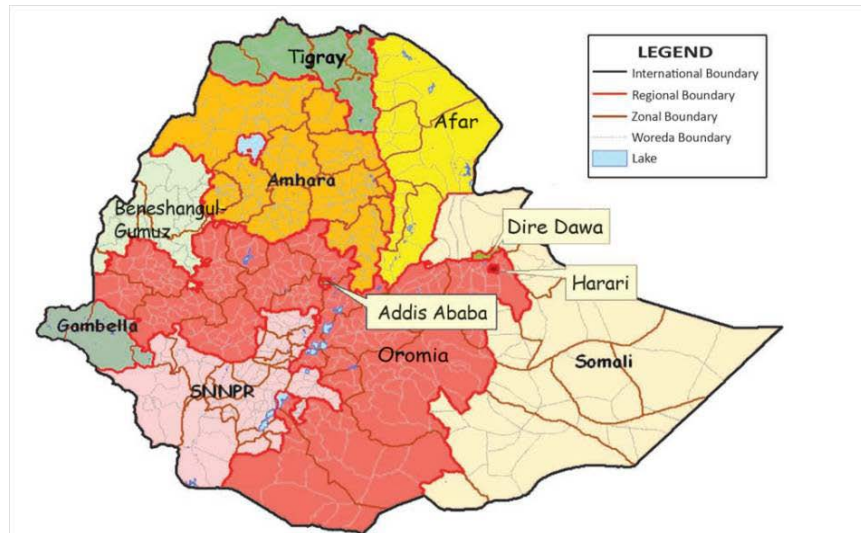 Tigray
Afar
Amhara
Beneshangul-
Gumuz
Dire Dawa
Harari
Addis Ababa
Gambella
Oromia
Somali
SNNPR
LEGEND
International Boundary
Regional Boundary
Zonal Boundary
Woreda Boundary
Lake